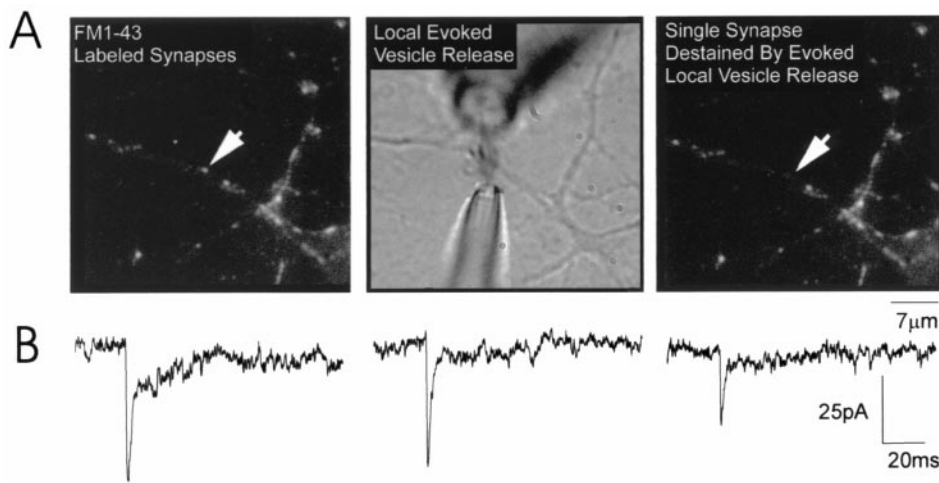 A
FM1-43
Labeled Synapses
Local Evoked
Vesicle Release
Single Synapse
Destained By Evoked
Local Vesicle Release
7μm
B
25pA
20ms